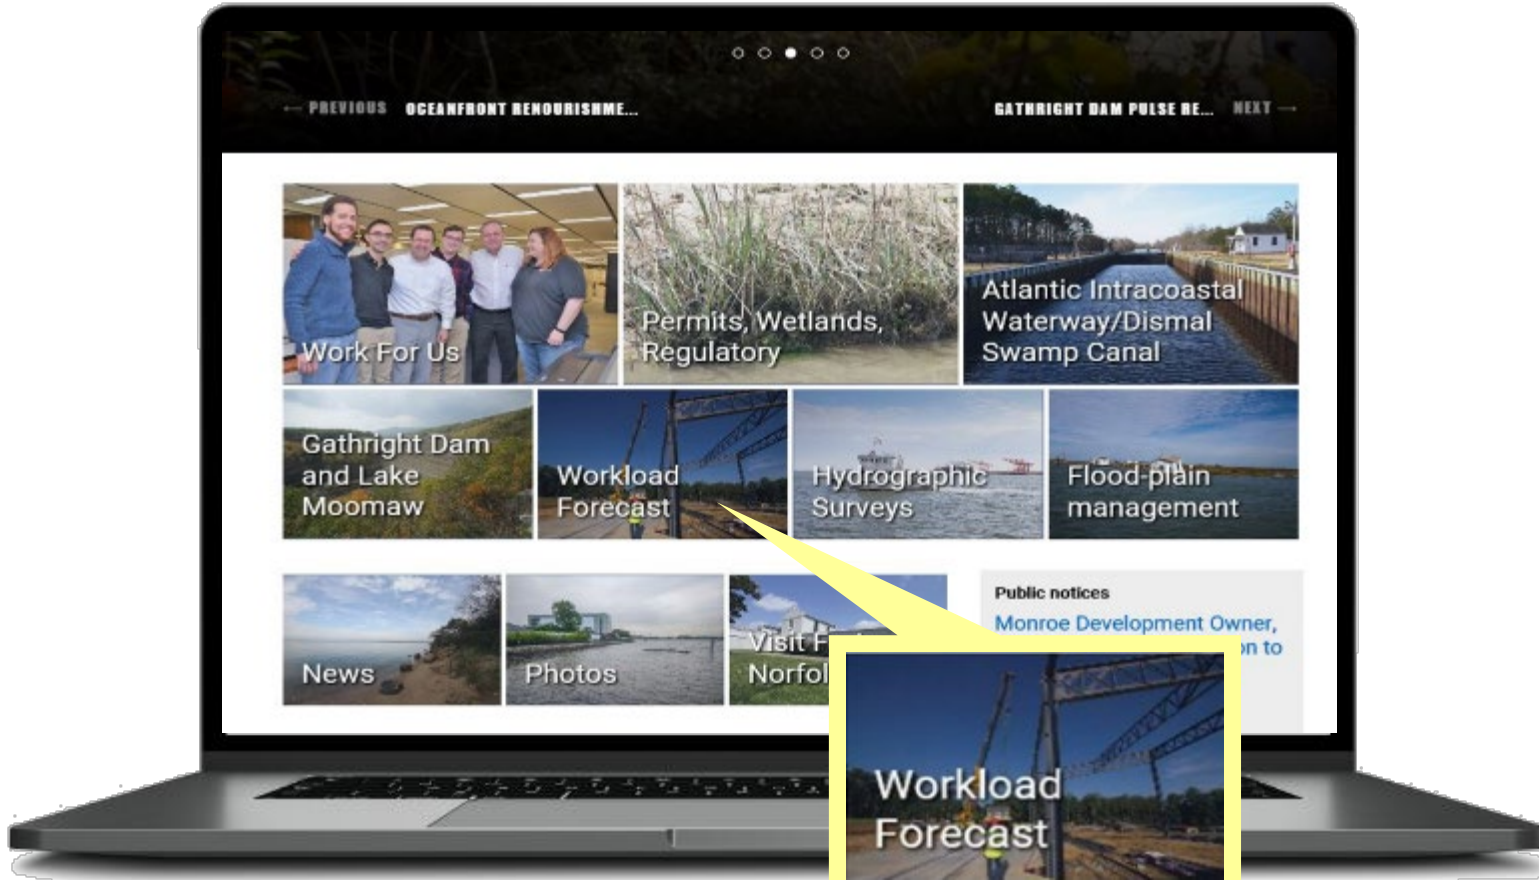 ← PREVIOUS OCEANFRONT RENOURISHME...
GATHRIGHT DAM PULSE RE... NEXT →
Work For Us
Permits, Wetlands,
Regulatory
Atlantic Intracoastal
Waterway/Dismal
Swamp Canal
Gathright Dam
and Lake
Moomaw
Workload
Forecast
Hydrographic
Surveys
Flood-plain
management
News
Photos
Visit
Public notices
Monroe Development Owner,
to
Workload
Forecast